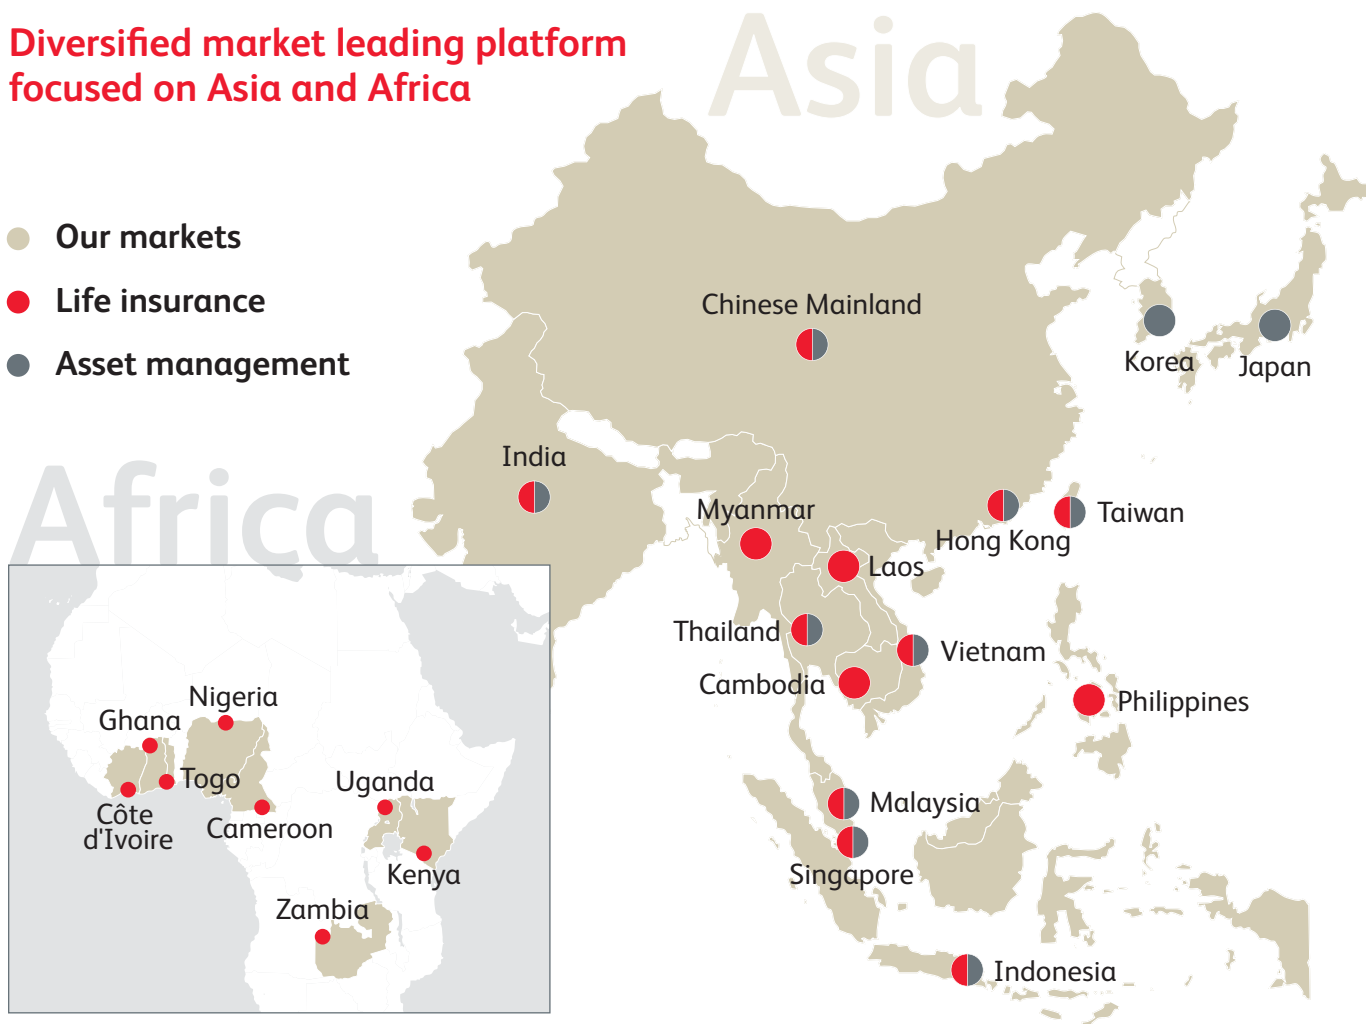 Diversified market leading platform
focused on Asia and Africa
Asia
Our markets
Life insurance
Asset management
Chinese Mainland
Korea
Japan
India
Myanmar
Hong Kong
Taiwan
Laos
Thailand
Vietnam
Cambodia
Philippines
Malaysia
Singapore
Indonesia
Africa
Nigeria
Ghana
Togo
Côte
d'Ivoire
Cameroon
Uganda
Kenya
Zambia